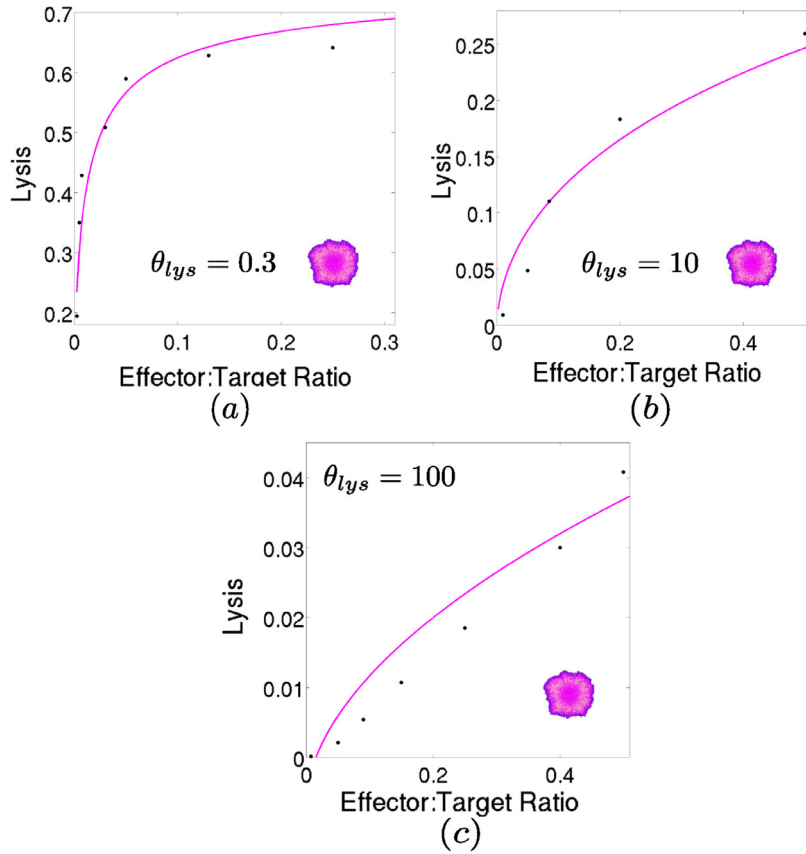 0.7
0.6
0.5
0.4
0.3
0.2
Lysis
θlys = 0.3
0 0.1 0.2 0.3
Effector:Target Ratio
(a)
0.25
0.2
0.15
0.1
0.05
0
Lysis
θlys = 10
0 0.2 0.4
Effector:Target Ratio
(b)
0.04
0.03
0.02
0.01
0
Lysis
θlys = 100
0 0.2 0.4
Effector:Target Ratio
(c)